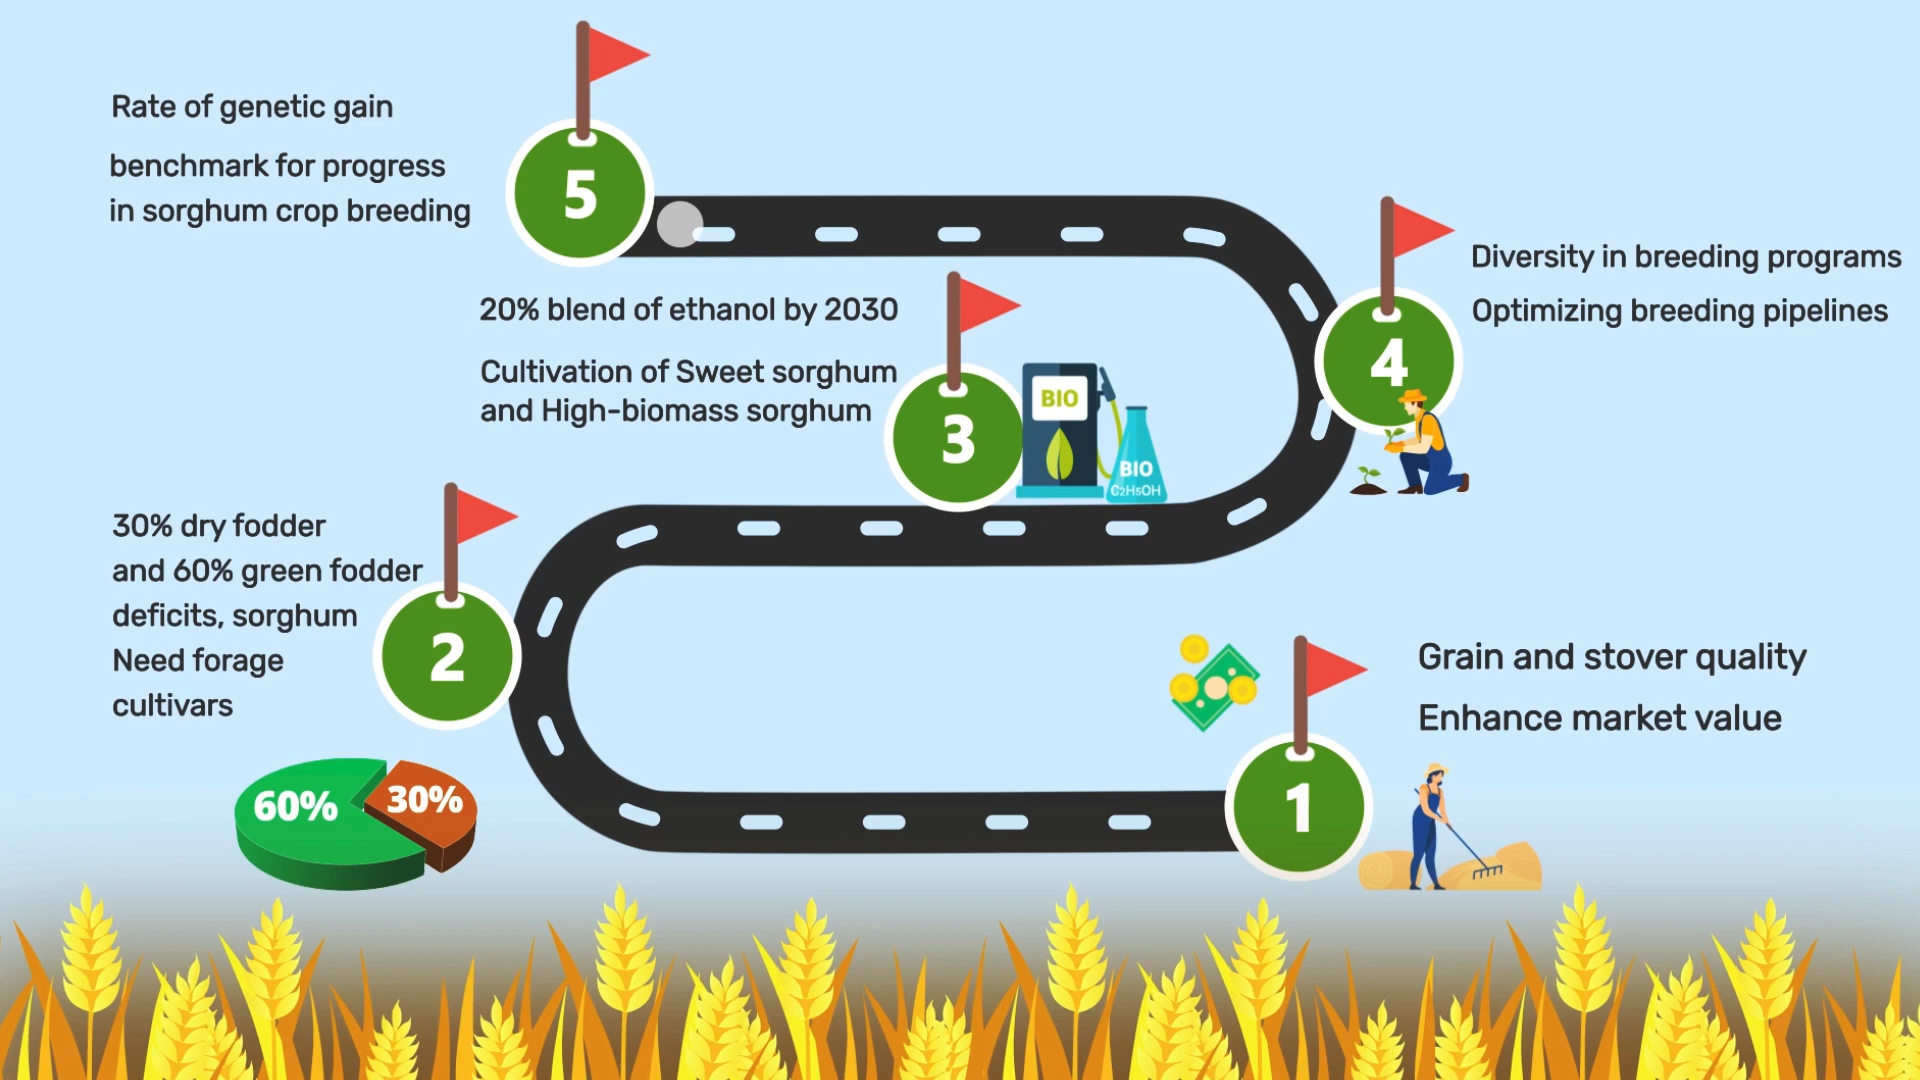 Rate of genetic gain
benchmark for progress
in sorghum crop breeding
5
Diversity in breeding programs
Optimizing breeding pipelines
4
20% blend of ethanol by 2030
Cultivation of Sweet sorghum
and High-biomass sorghum
3
BIO
BIO
C2H5OH
30% dry fodder
and 60% green fodder
deficits, sorghum
Need forage
cultivars
2
60%
30%
Grain and stover quality
Enhance market value
1